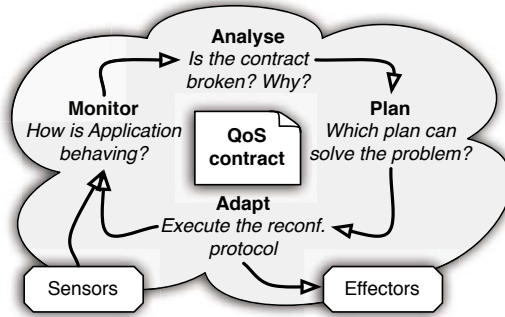 Analyse
Is the contract
broken? Why?
Monitor
How is Application
behaving?
Plan
Which plan can
solve the problem?
QoS
contract
Adapt
Execute the reconf.
protocol
Sensors
Effectors